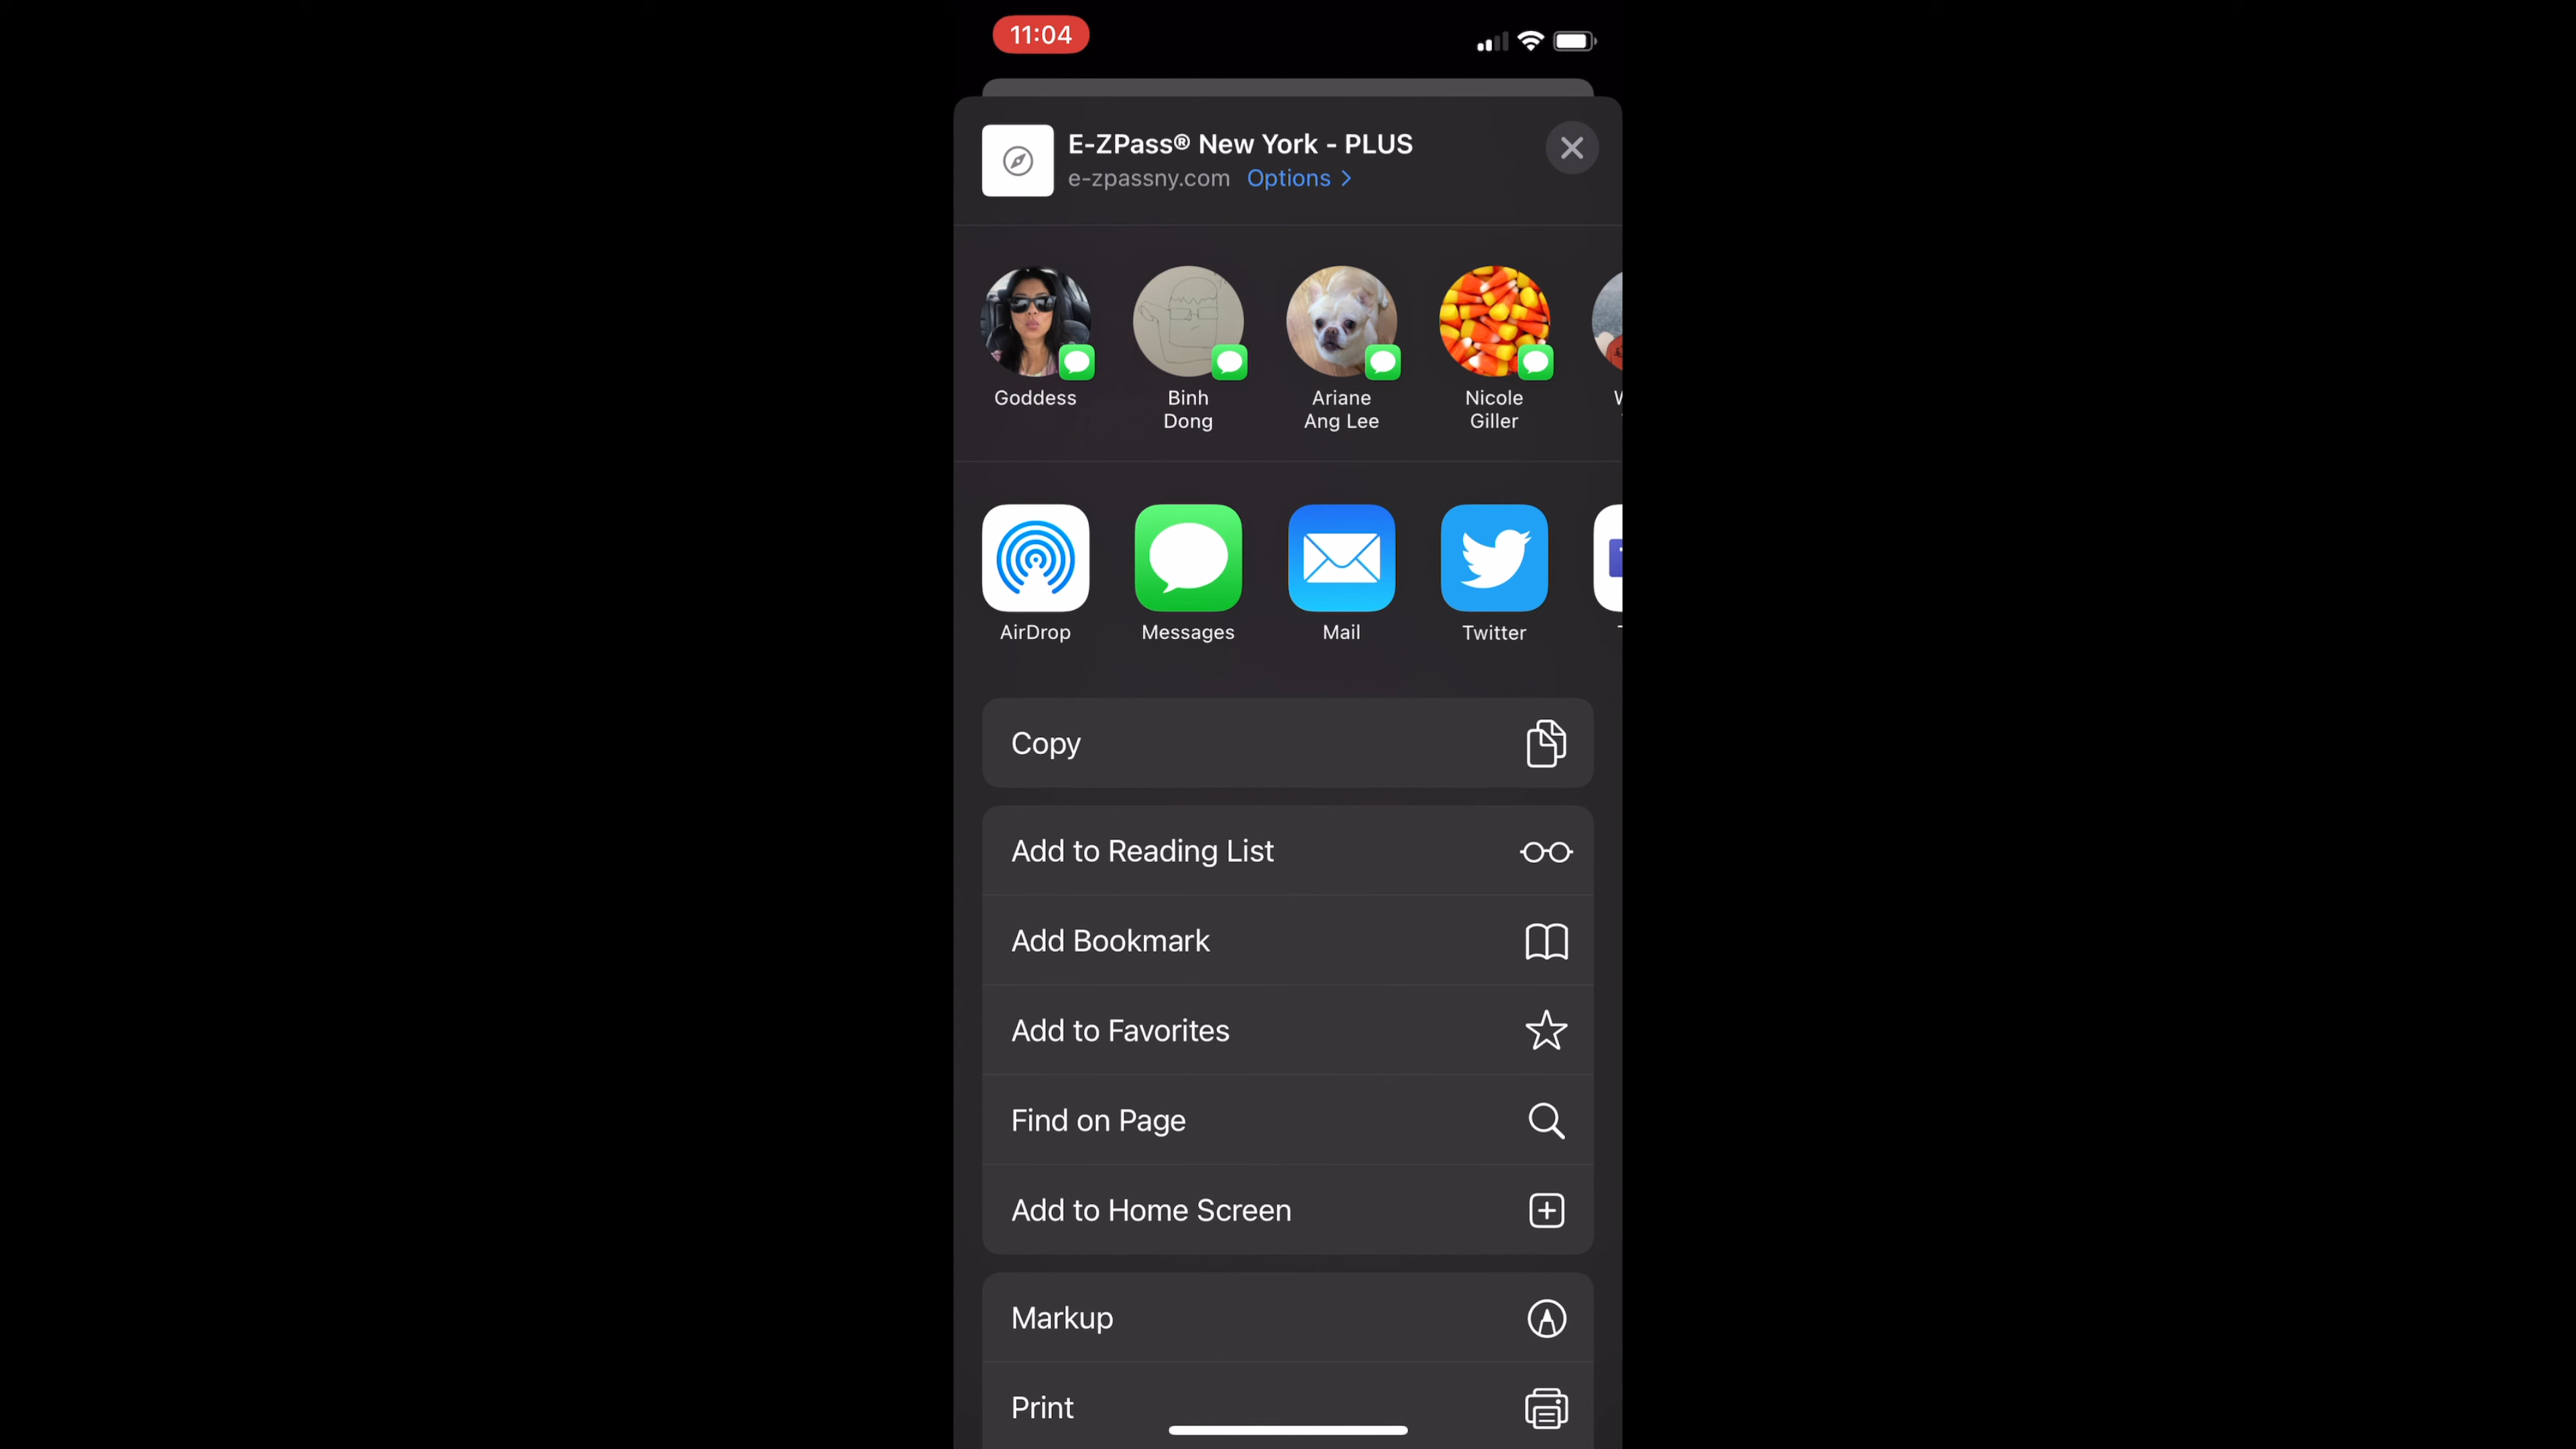 11:04
E-ZPass® New York - PLUS
e-zpassny.com Options >
Goddess
Binh
Dong
Ariane
Ang Lee
Nicole
Giller
AirDrop
Messages
Mail
Twitter
Copy
Add to Reading List
Add Bookmark
Add to Favorites
Find on Page
Add to Home Screen
Markup
Print